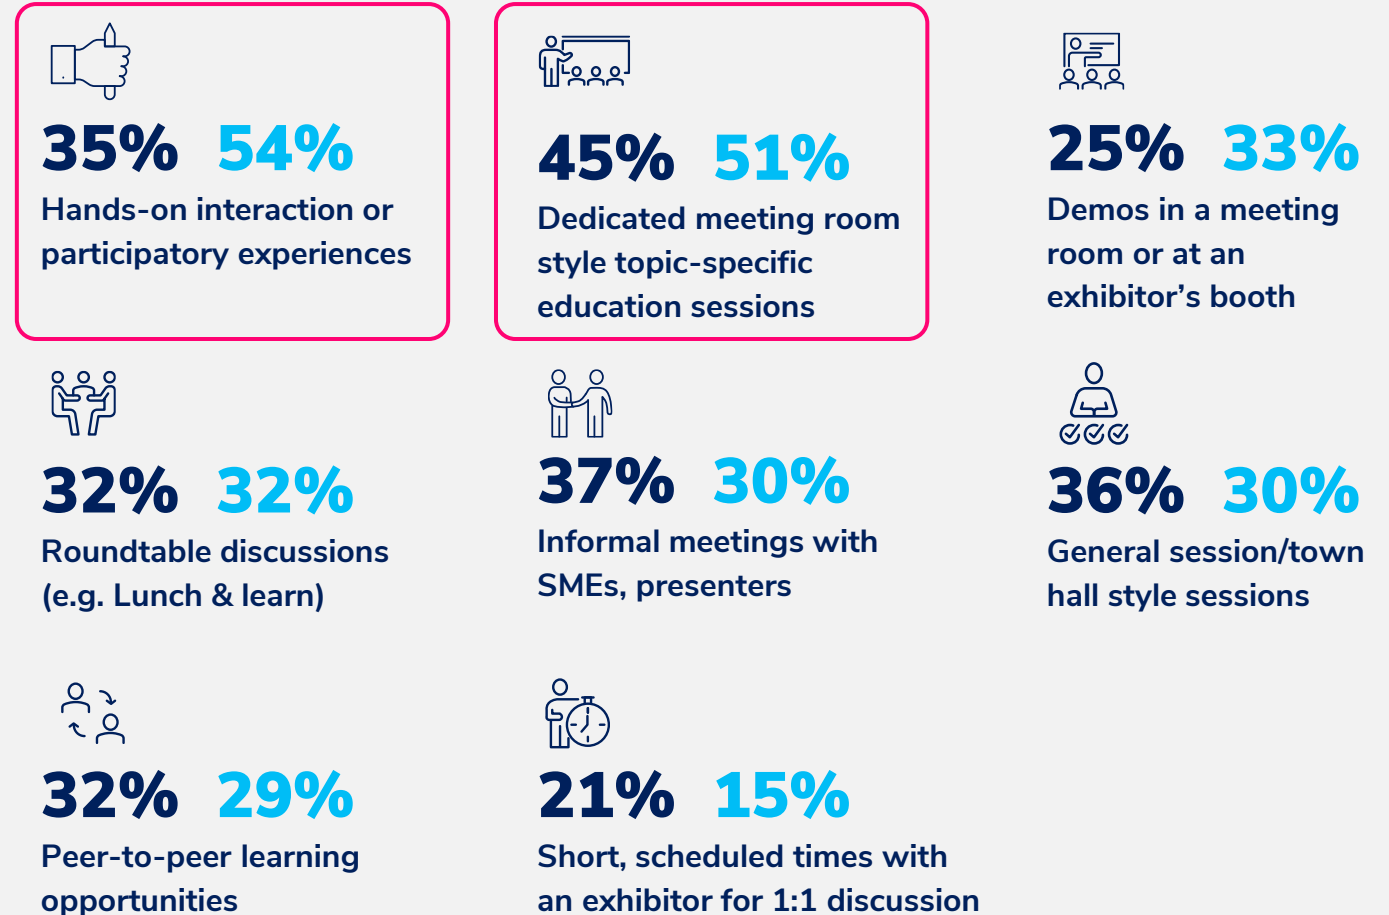 35% 54%
Hands-on interaction or
participatory experiences
45% 51%
Dedicated meeting room
style topic-specific
education sessions
25% 33%
Demos in a meeting
room or at an
exhibitor’s booth
32% 32%
Roundtable discussions
(e.g. Lunch & learn)
37% 30%
Informal meetings with
SMEs, presenters
36% 30%
General session/town
hall style sessions
32% 29%
Peer-to-peer learning
opportunities
21% 15%
Short, scheduled times with
an exhibitor for 1:1 discussion